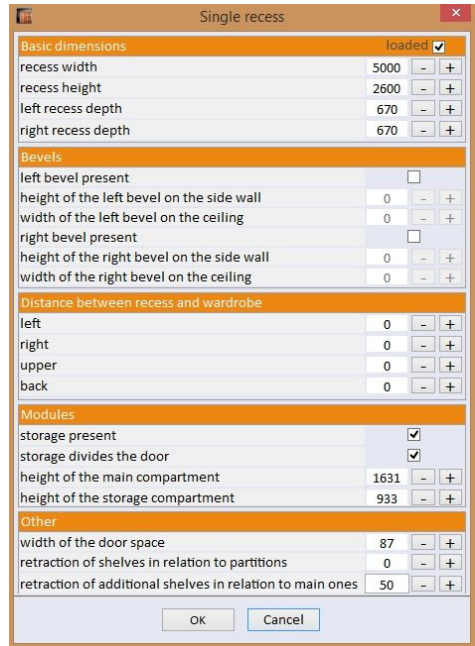 Single recess
Basic dimensions loaded
recess width 5000 - +
recess height 2600 - +
left recess depth 670 - +
right recess depth 670 - +
Bevels
left bevel present
height of the left bevel on the side wall 0 - +
width of the left bevel on the ceiling 0 - +
right bevel present
height of the right bevel on the side wall 0 - +
width of the right bevel on the ceiling 0 - +
Distance between recess and wardrobe
left 0 - +
right 0 - +
upper 0 - +
back 0 - +
Modules
storage present
storage divides the door
height of the main compartment 1631 - +
height of the storage compartment 933 - +
Other
width of the door space 87 - +
retraction of shelves in relation to partitions 0 - +
retraction of additional shelves in relation to main ones 50 - +
OK Cancel